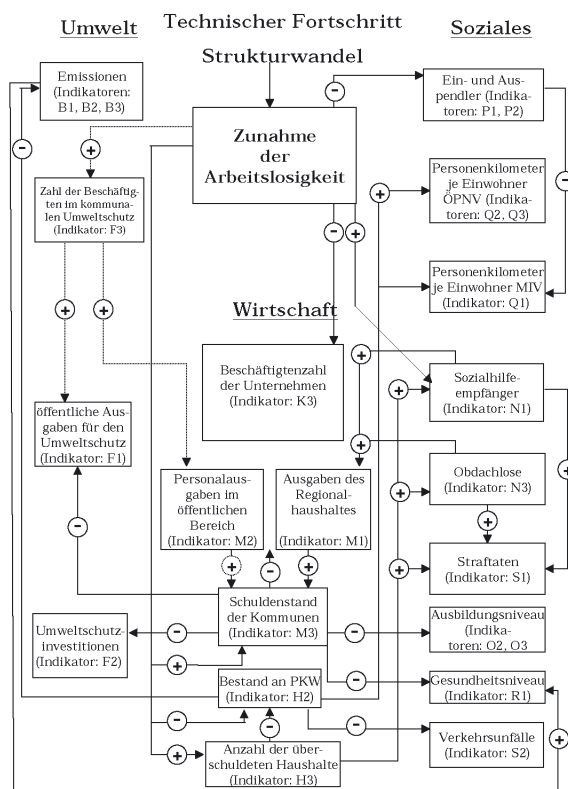 Umwelt
Technischer Fortschritt
Strukturwandel
Soziales
Emissionen
(Indikatoren:
B1, B2, B3)
−
Ein- und Aus-
pendler (Indika-
toren: P1, P2)
Zunahme
der
Arbeitslosigkeit
+
−
Personenkilometer
je Einwohner
ÖPNV (Indika-
toren: Q2, Q3)
−
+
Zahl der Beschäftig-
ten im kommuna-
len Umweltschutz
(Indikator: F3)
−
+
Personenkilometer
je Einwohner MIV
(Indikator: Q1)
+
+
Wirtschaft
Beschäftigtenzahl
der Unternehmen
(Indikator: K3)
+
+
Sozialhilfe-
empfänger
(Indikator: N1)
öffentliche Aus-
gaben für den
Umweltschutz
(Indikator: F1)
+
+
+
Personalaus-
gaben im
öffentlichen
Bereich
(Indikator: M2)
Ausgaben des
Regional-
haushaltes
(Indikator: M1)
+
Obdachlose
(Indikator: N3)
−
+
+
−
+
+
Straftaten
(Indikator: S1)
Schuldenstand
der Kommunen
(Indikator: M3)
Umweltschutz-
investitionen
(Indikator: F2)
−
+
−
Ausbildungsniveau
(Indika-
toren: O2, O3
Bestand an PKW
(Indikator: H2)
−
Gesundheitsniveau
(Indikator: R1)
−
−
−
Verkehrsunfälle
(Indikator: S2)
+
+
Anzahl der über-
schuldeten Haushalte
(Indikator: H3)